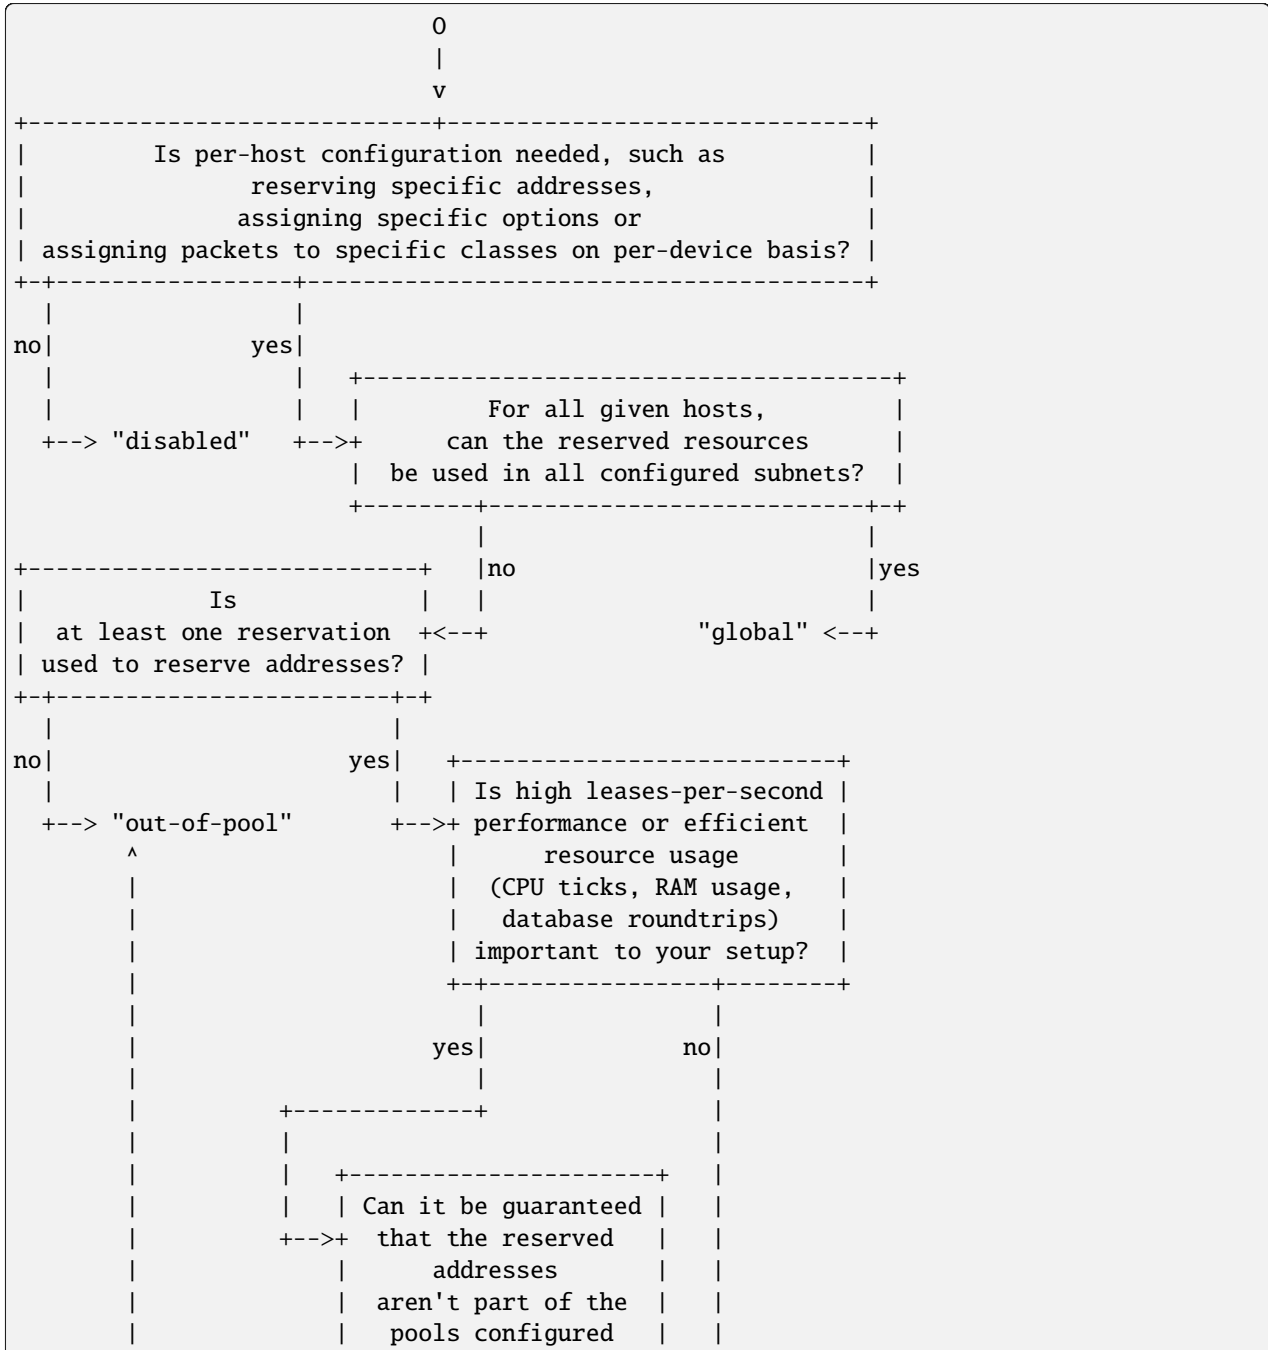 O
                              |
                              v
+-----------------------------+------------------------------+
|         Is per-host configuration needed, such as          |
|                reserving specific addresses,               |
|               assigning specific options or                |
| assigning packets to specific classes on per-device basis? |
+-+-----------------+----------------------------------------+
  |                 |
no|              yes|
  |                 |   +--------------------------------------+
  |                 |   |         For all given hosts,         |
  +--> "disabled"   +-->+      can the reserved resources      |
                        |  be used in all configured subnets?  |
                        +--------+---------------------------+-+
                                 |                           |
+----------------------------+   |no                         |yes
|             Is             |   |                           |
|  at least one reservation  +<--+               "global" <--+
| used to reserve addresses? |
+-+------------------------+-+
  |                        |
no|                     yes|   +---------------------------+
  |                        |   | Is high leases-per-second |
  +--> "out-of-pool"       +-->+ performance or efficient  |
        ^                      |      resource usage       |
        |                      |  (CPU ticks, RAM usage,   |
        |                      |   database roundtrips)    |
        |                      | important to your setup?  |
        |                      +-+----------------+--------+
        |                        |                |
        |                     yes|              no|
        |                        |                |
        |          +-------------+                |
        |          |                              |
        |          |   +----------------------+   |
        |          |   | Can it be guaranteed |   |
        |          +-->+  that the reserved   |   |
        |              |      addresses       |   |
        |              |  aren't part of the  |   |
        |              |   pools configured   |   |